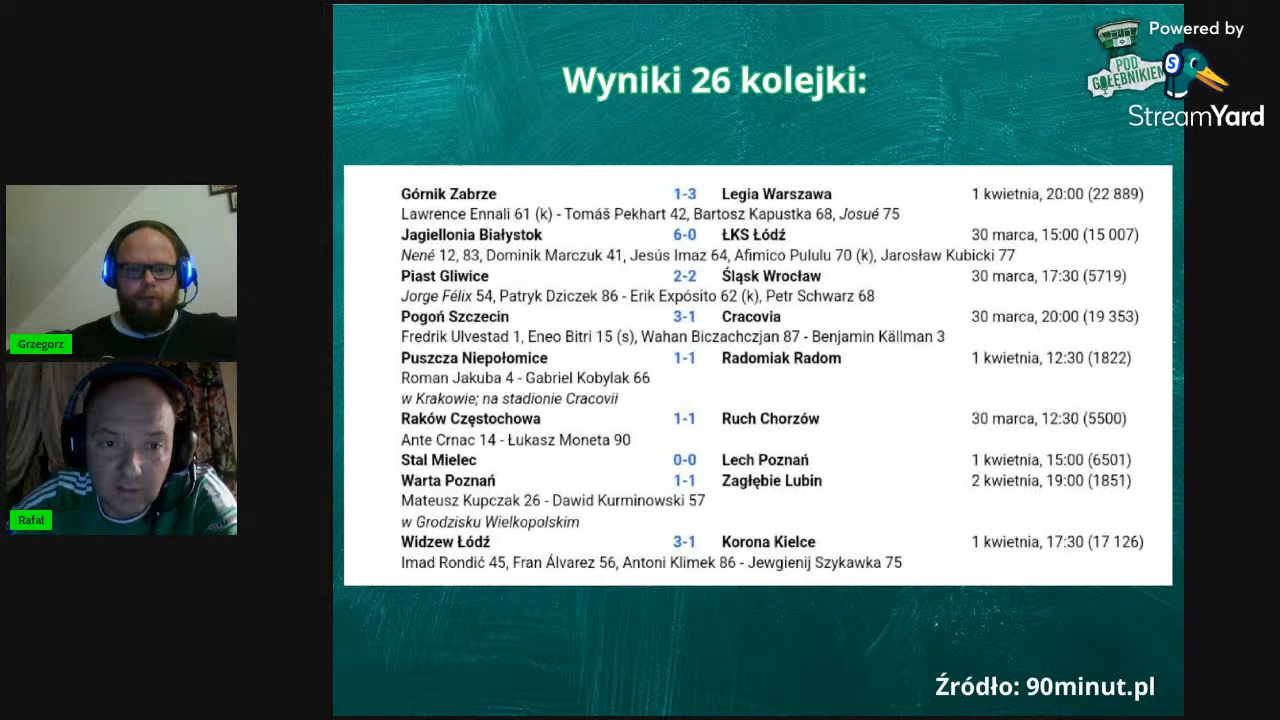 Powered by
POD
GOŁĘBNIKIEM
S
StreamYard
Wyniki 26 kolejki:
Górnik Zabrze 1-3 Legia Warszawa 1 kwietnia, 20:00 (22 889)
Lawrence Ennali 61 (k) - Tomáš Pekhart 42, Bartosz Kapustka 68, Josué 75
Jagiellonia Białystok 6-0 ŁKS Łódź 30 marca, 15:00 (15 007)
Nené 12, 83, Dominik Marczuk 41, Jesús Imaz 64, Afimico Pululu 70 (k), Jarosław Kubicki 77
Piast Gliwice 2-2 Śląsk Wrocław 30 marca, 17:30 (5719)
Jorge Félix 54, Patryk Dziczek 86 - Erik Expósito 62 (k), Petr Schwarz 68
Pogoń Szczecin 3-1 Cracovia 30 marca, 20:00 (19 353)
Fredrik Ulvestad 1, Eneo Bitri 15 (s), Wahan Biczachczjan 87 - Benjamin Källman 3
Puszcza Niepołomice 1-1 Radomiak Radom 1 kwietnia, 12:30 (1822)
Roman Jakuba 4 - Gabriel Kobylak 66
w Krakowie; na stadionie Cracovii
Raków Częstochowa 1-1 Ruch Chorzów 30 marca, 12:30 (5500)
Ante Crnac 14 - Łukasz Moneta 90
Stal Mielec 0-0 Lech Poznań 1 kwietnia, 15:00 (6501)
Warta Poznań 1-1 Zagłębie Lubin 2 kwietnia, 19:00 (1851)
Mateusz Kupczak 26 - Dawid Kurminowski 57
w Grodzisku Wielkopolskim
Widzew Łódź 3-1 Korona Kielce 1 kwietnia, 17:30 (17 126)
Imad Rondić 45, Fran Álvarez 56, Antoni Klimek 86 - Jewgienij Szykawka 75
Grzegorz
Rafał
Źródło: 90minut.pl